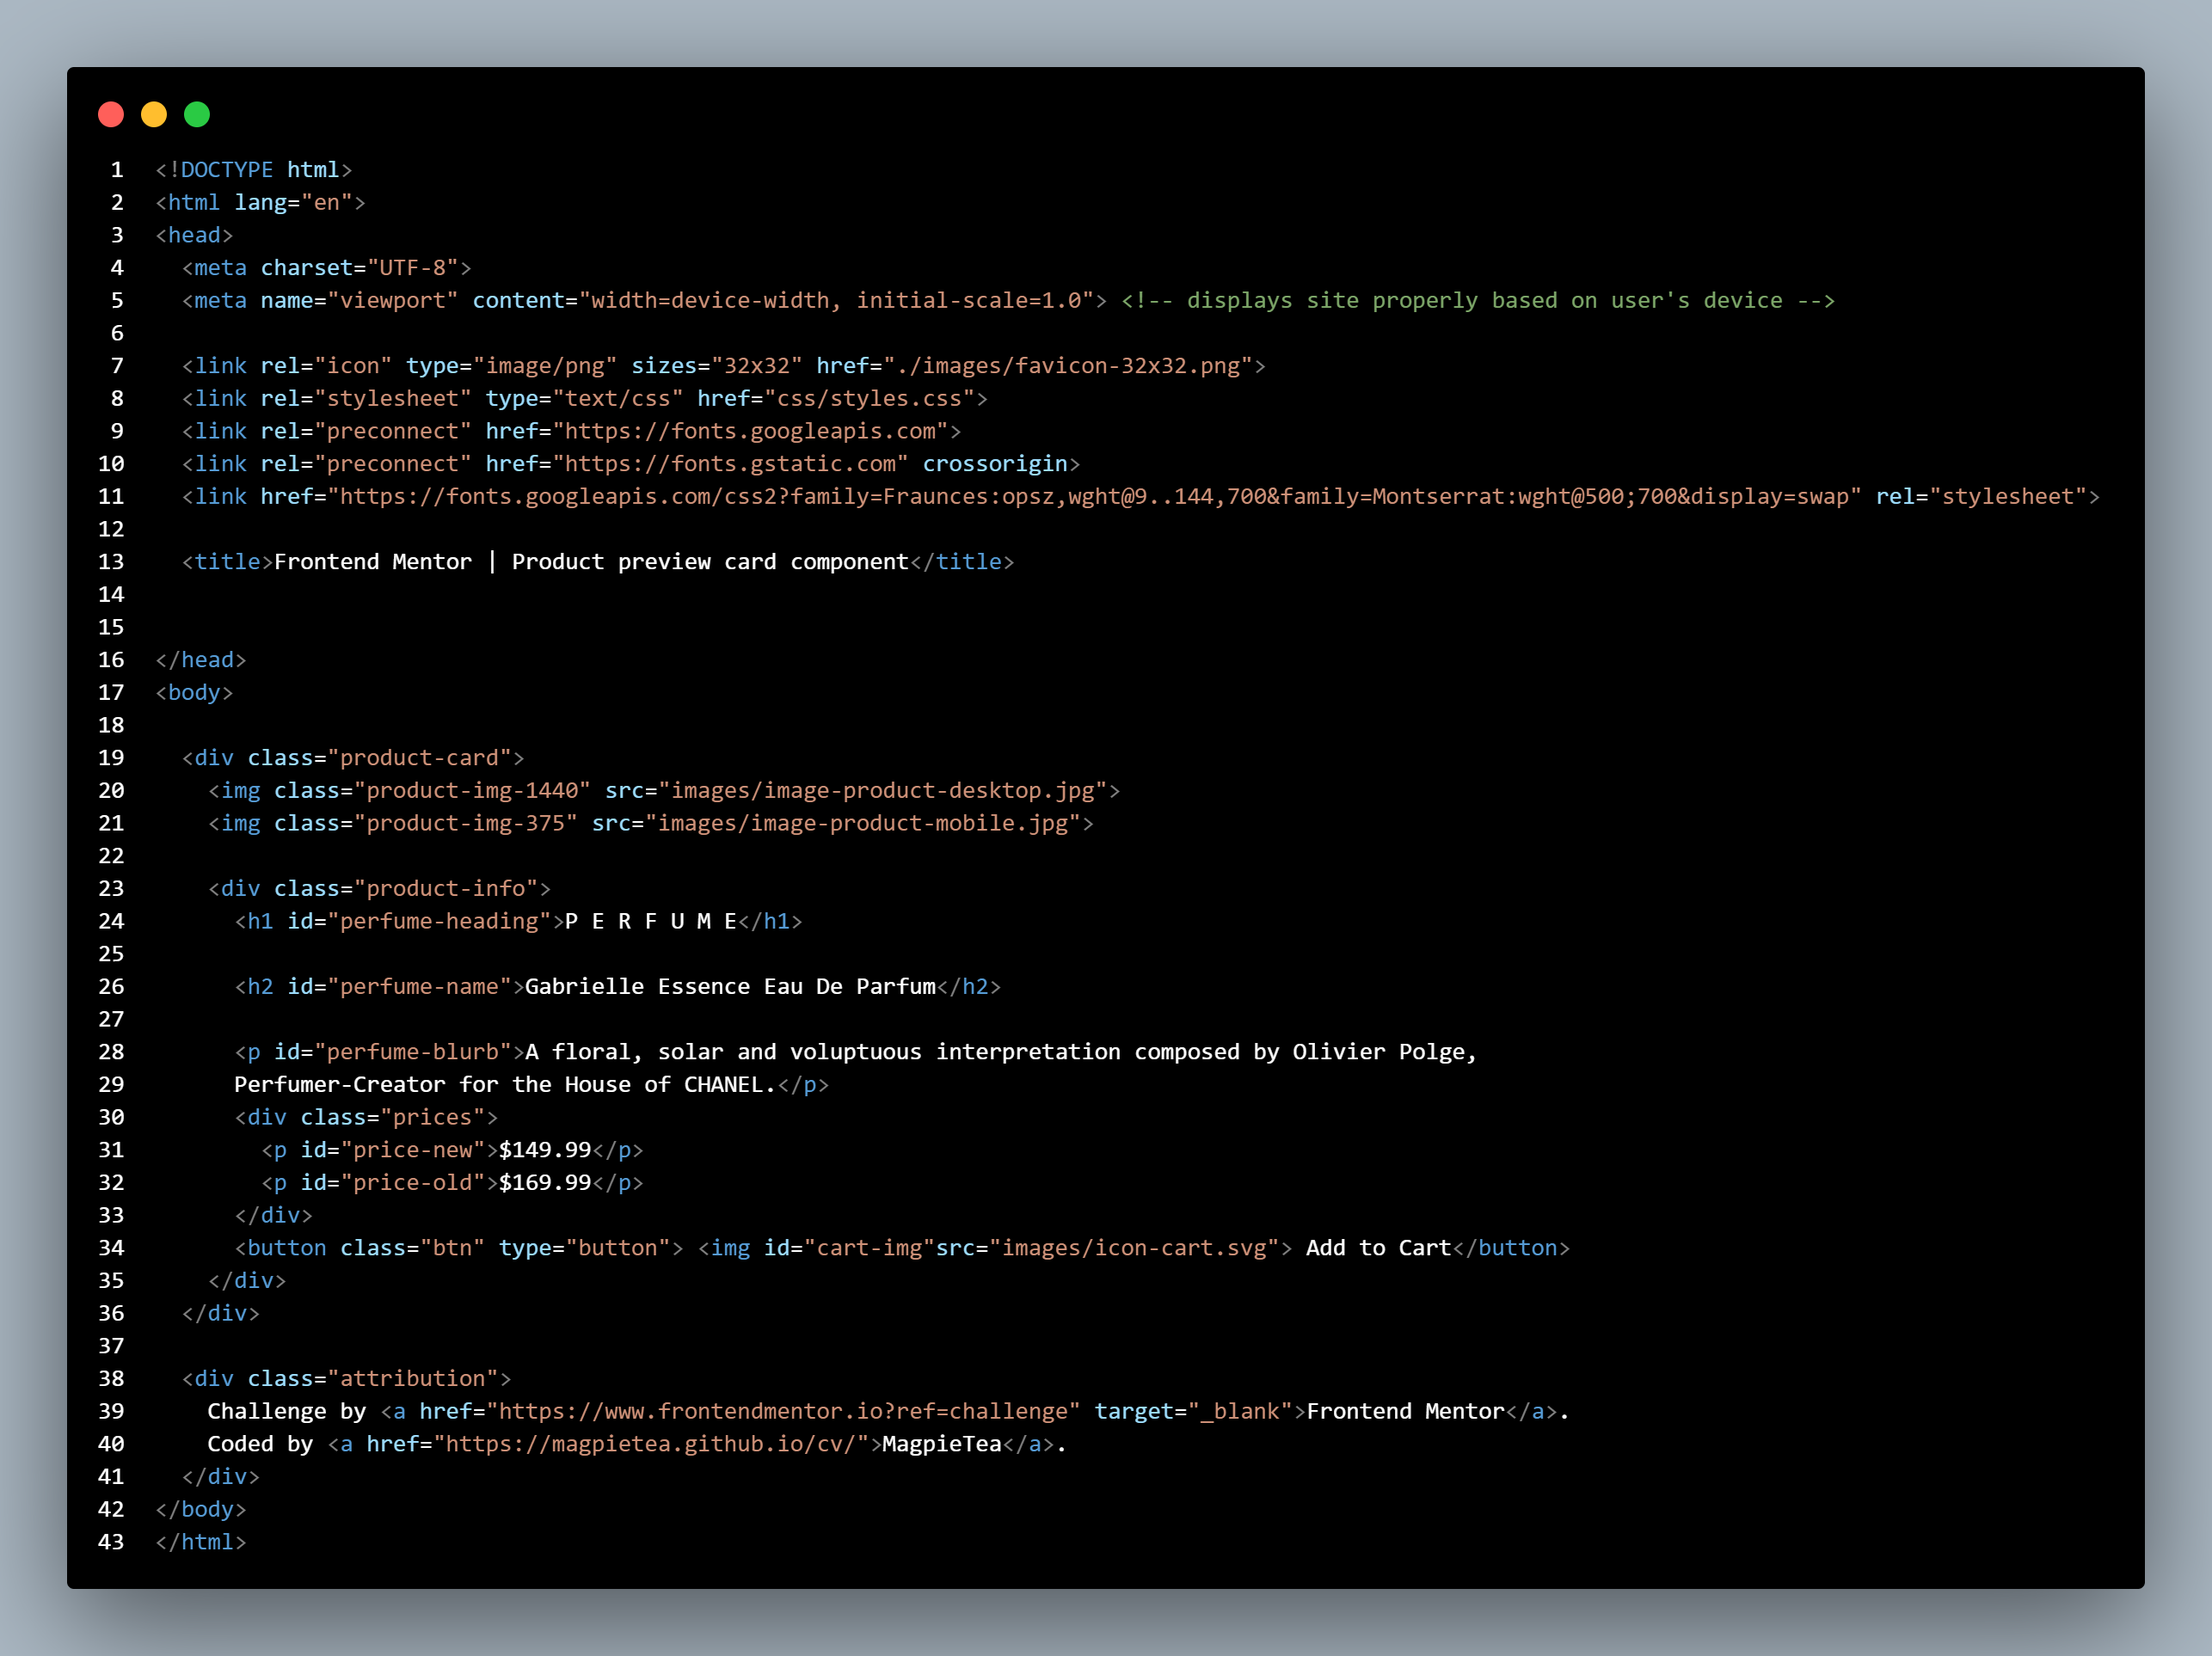 1 <!DOCTYPE html>
2 <html lang="en">
3 <head>
4   <meta charset="UTF-8">
5   <meta name="viewport" content="width=device-width, initial-scale=1.0"> <!-- displays site properly based on user's device -->
6
7   <link rel="icon" type="image/png" sizes="32x32" href="./images/favicon-32x32.png">
8   <link rel="stylesheet" type="text/css" href="css/styles.css">
9   <link rel="preconnect" href="https://fonts.googleapis.com">
10   <link rel="preconnect" href="https://fonts.gstatic.com" crossorigin>
11   <link href="https://fonts.googleapis.com/css2?family=Fraunces:opsz,wght@9..144,700&family=Montserrat:wght@500;700&display=swap" rel="stylesheet">
12
13   <title>Frontend Mentor | Product preview card component</title>
14
15
16 </head>
17 <body>
18
19   <div class="product-card">
20     <img class="product-img-1440" src="images/image-product-desktop.jpg">
21     <img class="product-img-375" src="images/image-product-mobile.jpg">
22
23     <div class="product-info">
24       <h1 id="perfume-heading">P E R F U M E</h1>
25
26       <h2 id="perfume-name">Gabrielle Essence Eau De Parfum</h2>
27
28       <p id="perfume-blurb">A floral, solar and voluptuous interpretation composed by Olivier Polge,
29       Perfumer-Creator for the House of CHANEL.</p>
30       <div class="prices">
31         <p id="price-new">$149.99</p>
32         <p id="price-old">$169.99</p>
33       </div>
34       <button class="btn" type="button"> <img id="cart-img"src="images/icon-cart.svg"> Add to Cart</button>
35     </div>
36   </div>
37
38   <div class="attribution">
39     Challenge by <a href="https://www.frontendmentor.io?ref=challenge" target="_blank">Frontend Mentor</a>.
40     Coded by <a href="https://magpietea.github.io/cv/">MagpieTea</a>.
41   </div>
42 </body>
43 </html>